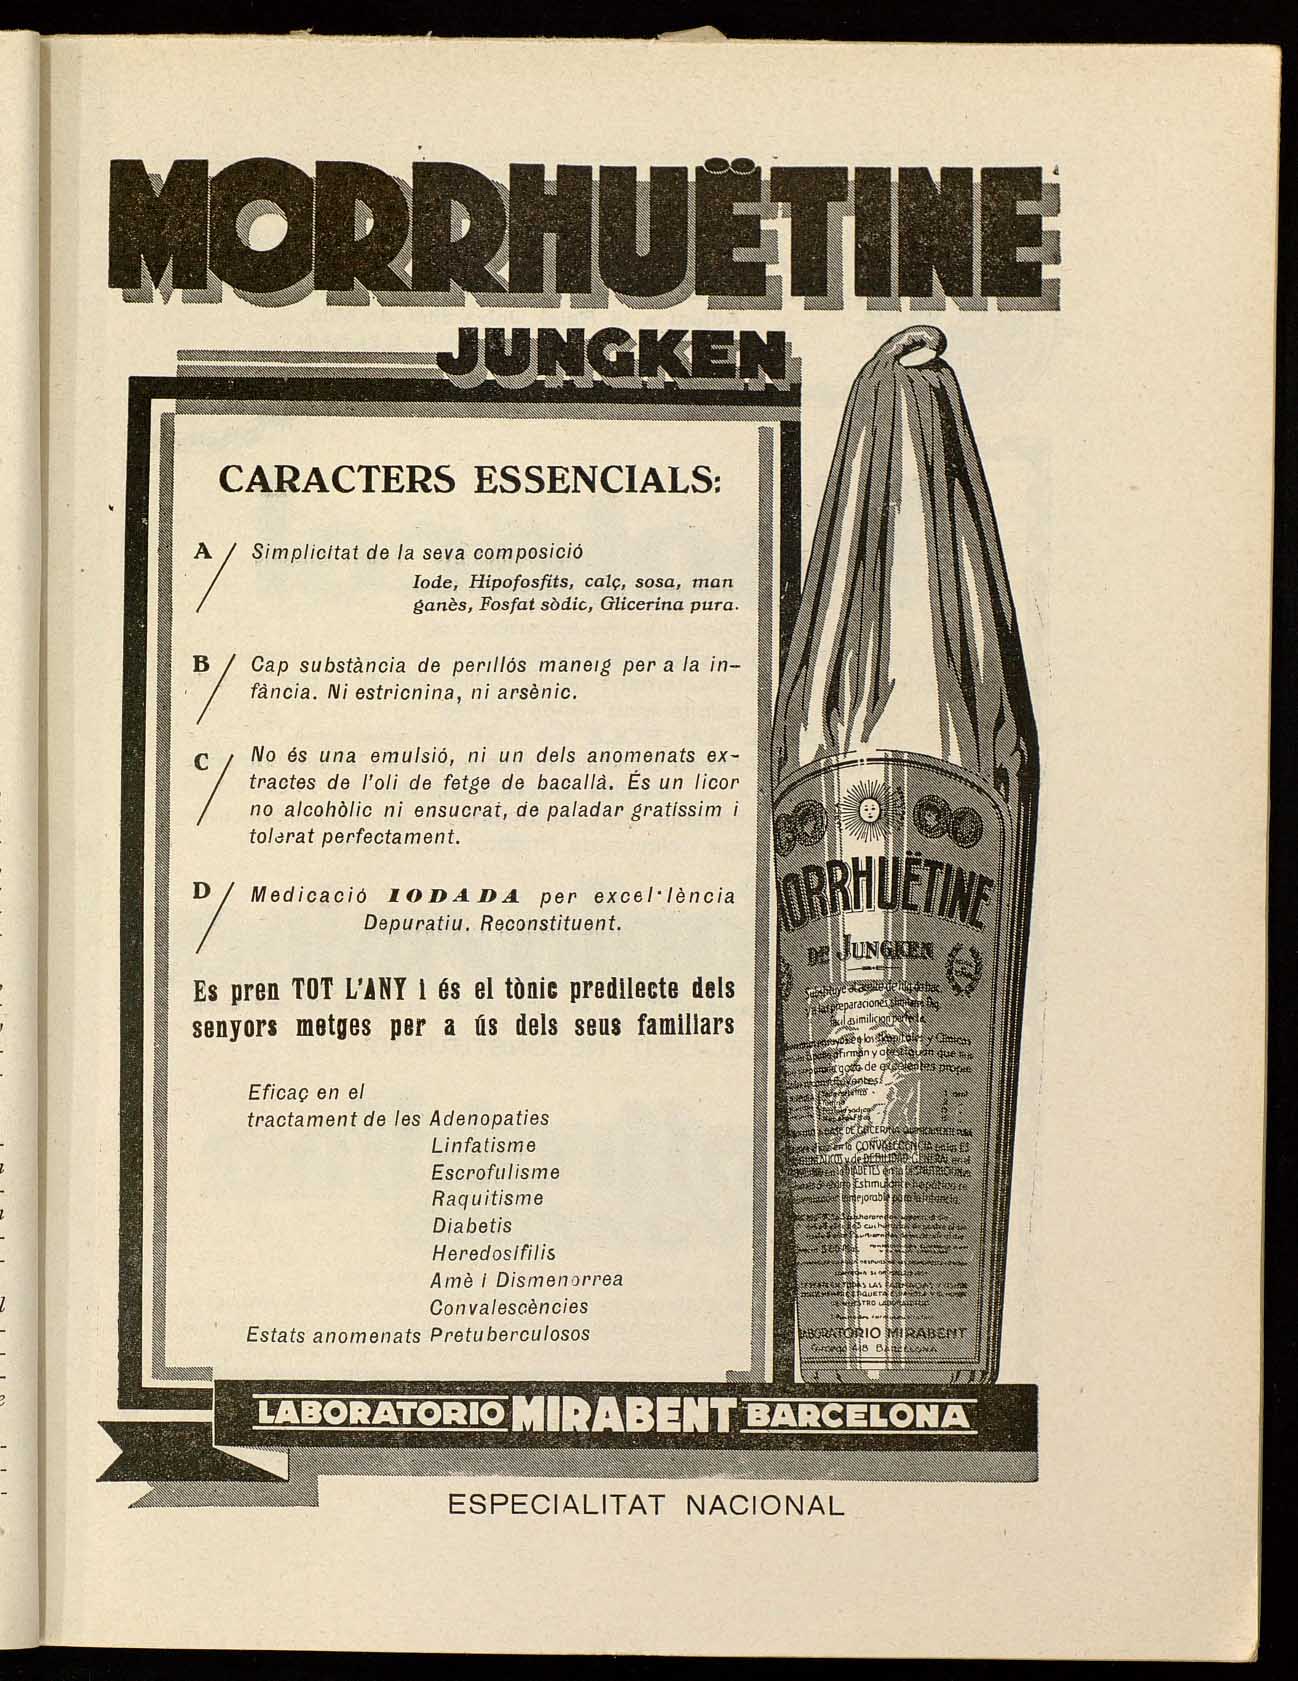 MORRHUËTINE
JUNGKEN
CARACTERS ESSENCIALS:
A / Simplicitat de la seva composició
Iode, Hipofosfits, calç, sosa, man
ganès, Fosfat sòdic, Glicerina pura.
B / Cap substància de perillós maneig per a la in-
fància. Ni estricnina, ni arsènic.
C / No és una emulsió, ni un dels anomenats ex-
tractes de l'oli de fetge de bacallà. És un licor
no alcohòlic ni ensucrat, de paladar gratíssim i
tolerat perfectament.
D / Medicació IODADA per excel·lència
Depuratiu. Reconstituent.
Es pren TOT L'ANY i és el tònic predilecte dels
senyors metges per a ús dels seus familiars
Eficaç en el
tractament de les Adenopaties
Linfatisme
Escrofulisme
Raquitisme
Diabetis
Heredosífilis
Amè i Dismenorrea
Convalescències
Estats anomenats Pretuberculosos
MORRHUËTINE
DE JUNGKEN
LABORATORIO MIRABENT
BARCELONA
LABORATORIO MIRABENT BARCELONA
ESPECIALITAT NACIONAL